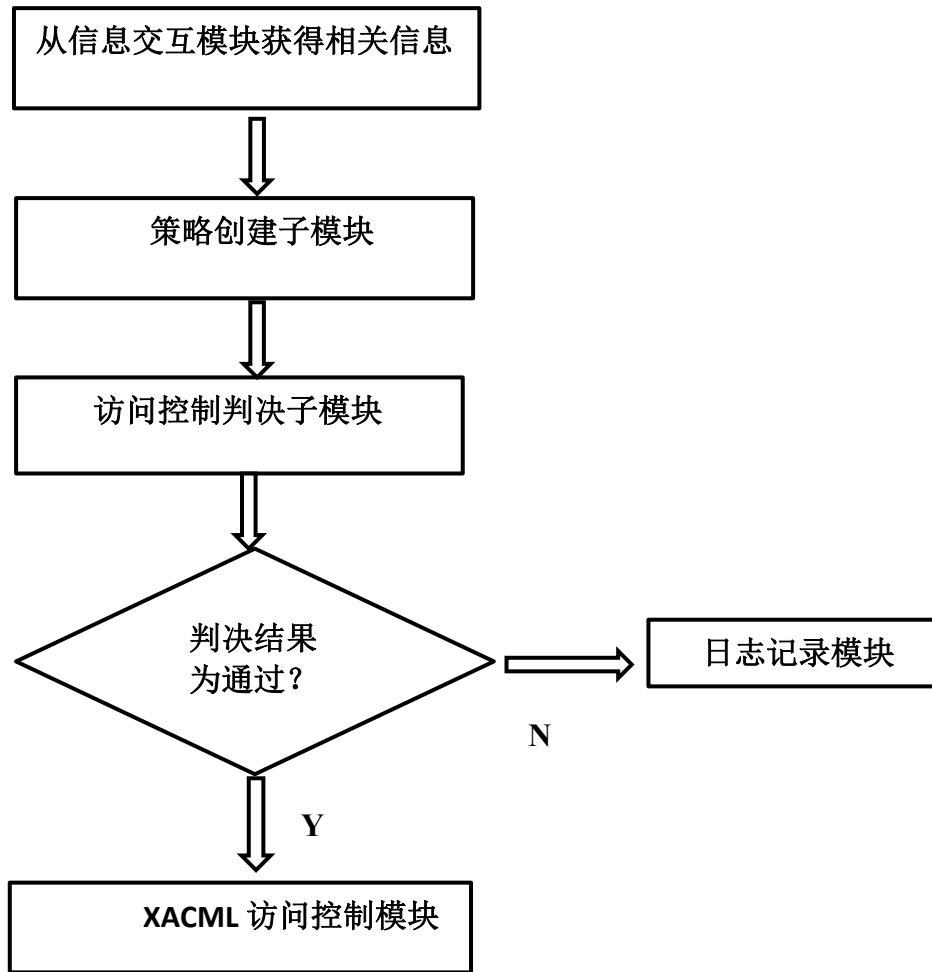 从信息交互模块获得相关信息
策略创建子模块
访问控制判决子模块
判决结果
为通过？
日志记录模块
N
Y
XACML 访问控制模块